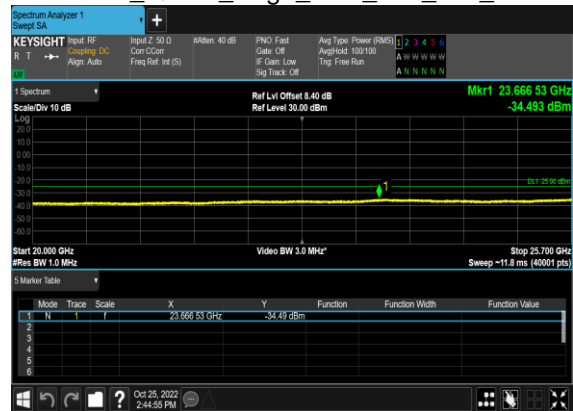 Spectrum Analyzer 1
Swept SA
+
KEYSIGHT
R T
LNI
Input: RF
Coupling: DC
Align: Auto
Input Z: 50 Ω
Corr CCorr
Freq Ref: Int (S)
#Atten: 40 dB
PNO: Fast
Gate: Off
IF Gain: Low
Sig Track: Off
Avg Type: Power (RMS)
Avg|Hold: 100/100
Trig: Free Run
1 2 3 4 5 6
A W W W W W
A N N N N N
1 Spectrum
Scale/Div 10 dB
Ref Lvl Offset 8.40 dB
Ref Level 30.00 dBm
Mkr1 23.666 53 GHz
-34.493 dBm
Log
20.0
10.0
0.00
-10.0
-20.0
-30.0
-40.0
-50.0
-60.0
1
DL1 -25.00 dBm
Start 20.000 GHz
#Res BW 1.0 MHz
Video BW 3.0 MHz*
Stop 25.700 GHz
Sweep ~11.8 ms (40001 pts)
5 Marker Table
Mode Trace Scale X Y Function Function Width Function Value
1 N 1 f 23.666 53 GHz -34.49 dBm
2
3
4
5
6
?
Oct 25, 2022
2:44:55 PM